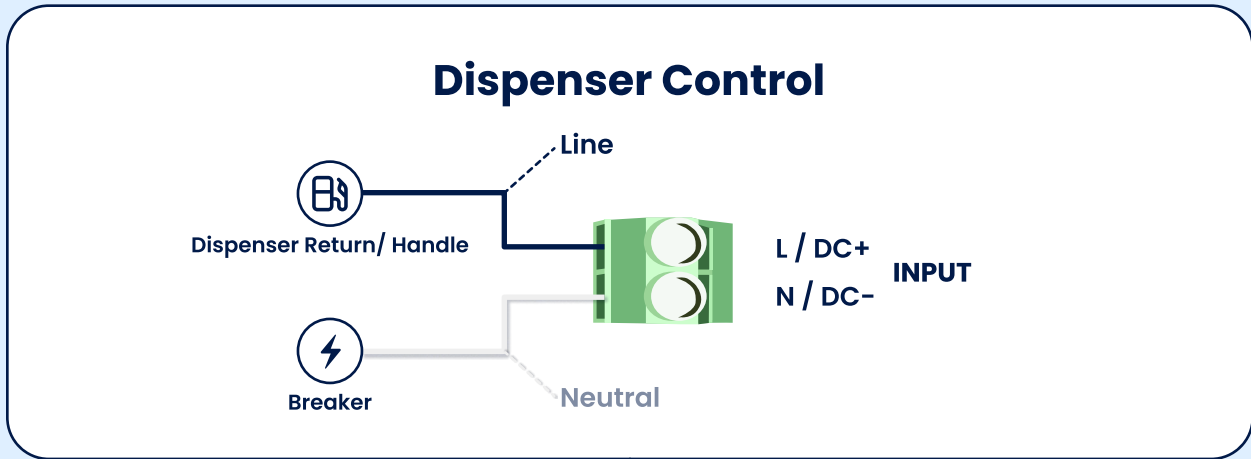 Dispenser Control
Line
Dispenser Return/ Handle
L / DC+
INPUT
N / DC-
Breaker
Neutral